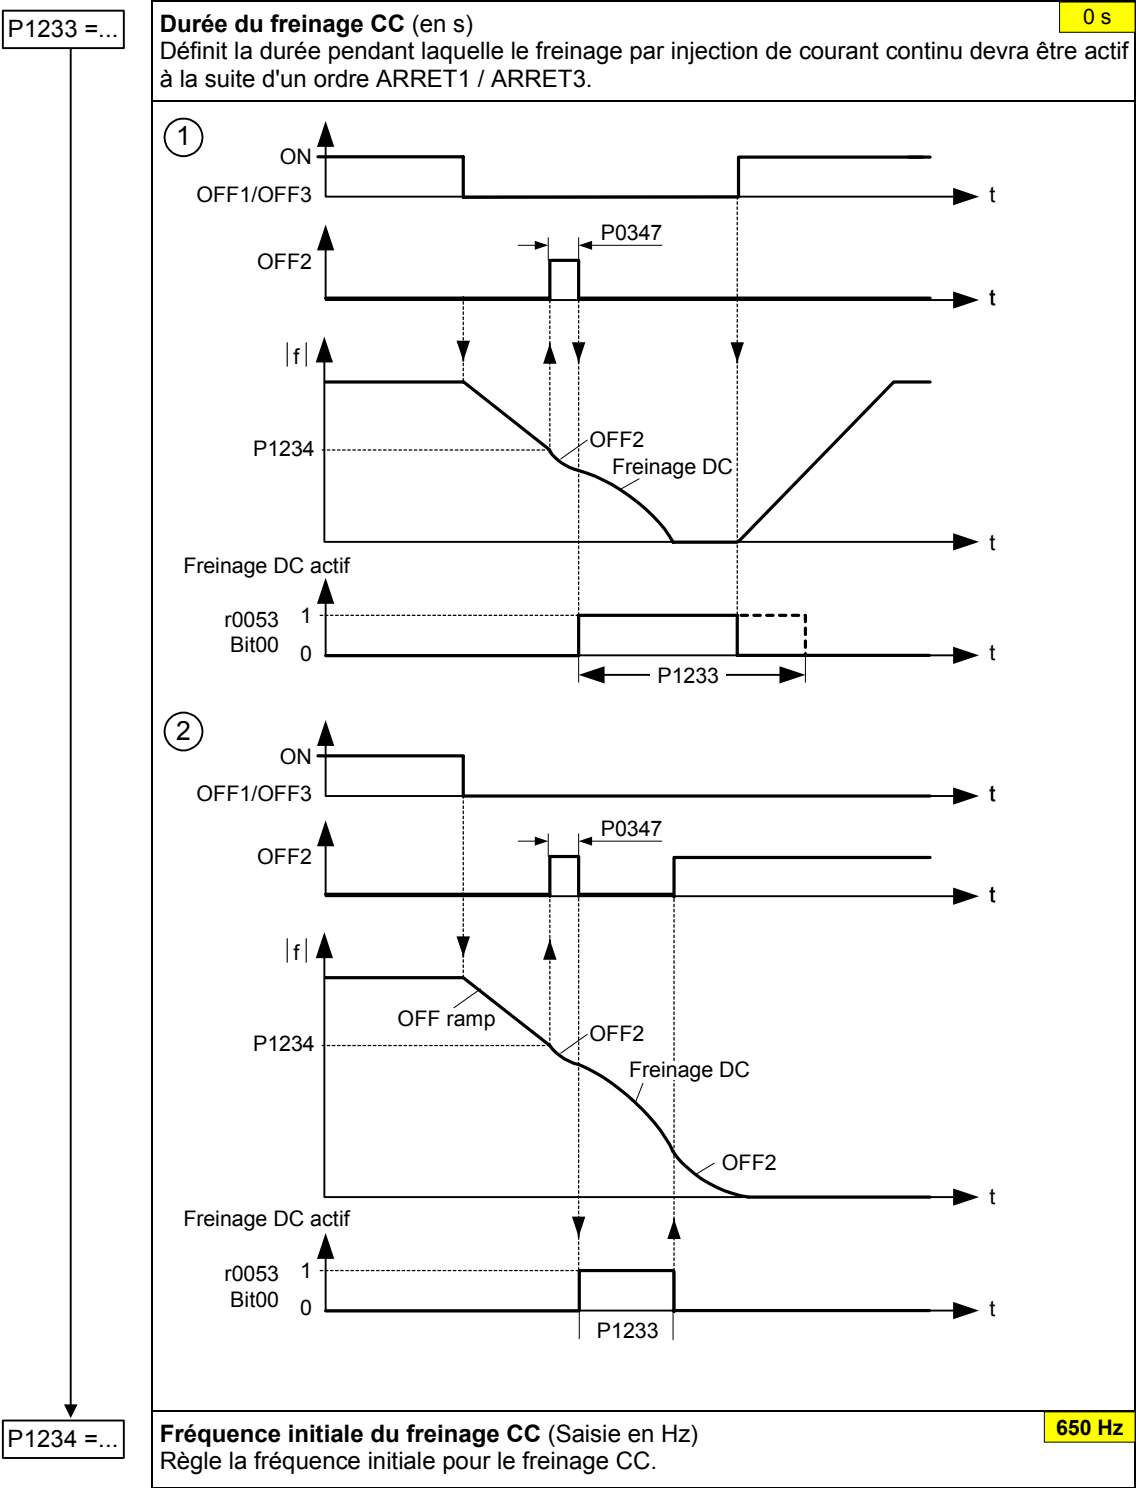 P1233 =...
Durée du freinage CC (en s)
0 s
Définit la durée pendant laquelle le freinage par injection de courant continu devra être actif
à la suite d'un ordre ARRET1 / ARRET3.
1
ON
OFF1/OFF3
t
P0347
OFF2
t
|f|
P1234
OFF2
Freinage DC
t
Freinage DC actif
r0053
Bit00
1
0
t
P1233
2
ON
OFF1/OFF3
t
P0347
OFF2
t
|f|
OFF ramp
P1234
OFF2
Freinage DC
OFF2
t
Freinage DC actif
r0053
Bit00
1
0
t
P1233
P1234 =...
Fréquence initiale du freinage CC (Saisie en Hz)
650 Hz
Règle la fréquence initiale pour le freinage CC.